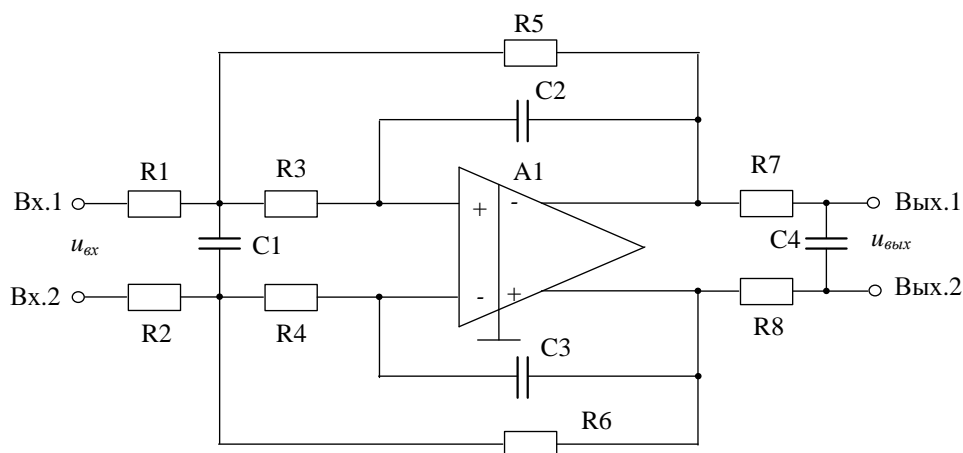 R5
C2
R1
R3
A1
R7
Вх.1
+
-
Вых.1
uвх
C1
C4
uвых
Вх.2
-
+
Вых.2
R2
R4
R8
C3
R6